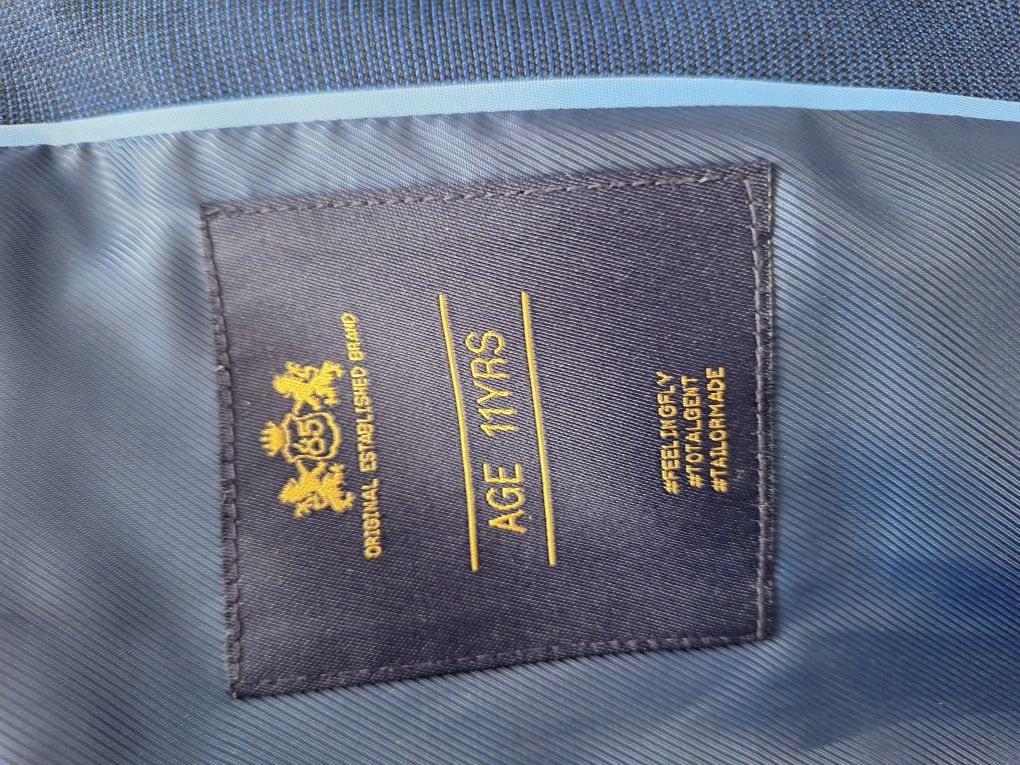 85
ORIGINAL ESTABLISHED BRAND
AGE 11YRS
#FEELINGFLY
#TOTALGENT
#TAILORMADE